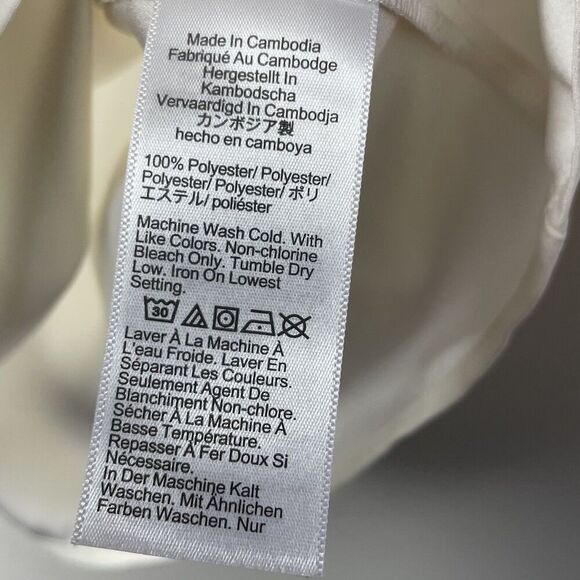 Made In Cambodia
Fabriqué Au Cambodge
Hergestellt In
Kambodscha
Vervaardigd In Cambodja
カンボジア製
hecho en camboya
100% Polyester/ Polyester/
Polyester/ Polyester/ ポリ
エステル/ poliéster
Machine Wash Cold. With
Like Colors. Non-chlorine
Bleach Only. Tumble Dry
Low. Iron On Lowest
Setting.
30
Laver À La Machine À
L'eau Froide. Laver En
Séparant Les Couleurs.
Seulement Agent De
Blanchiment Non-chlore.
Sécher À La Machine À
Basse Température.
Repasser À Fer Doux Si
Nécessaire.
In Der Maschine Kalt
Waschen. Mit Ähnlichen
Farben Waschen. Nur